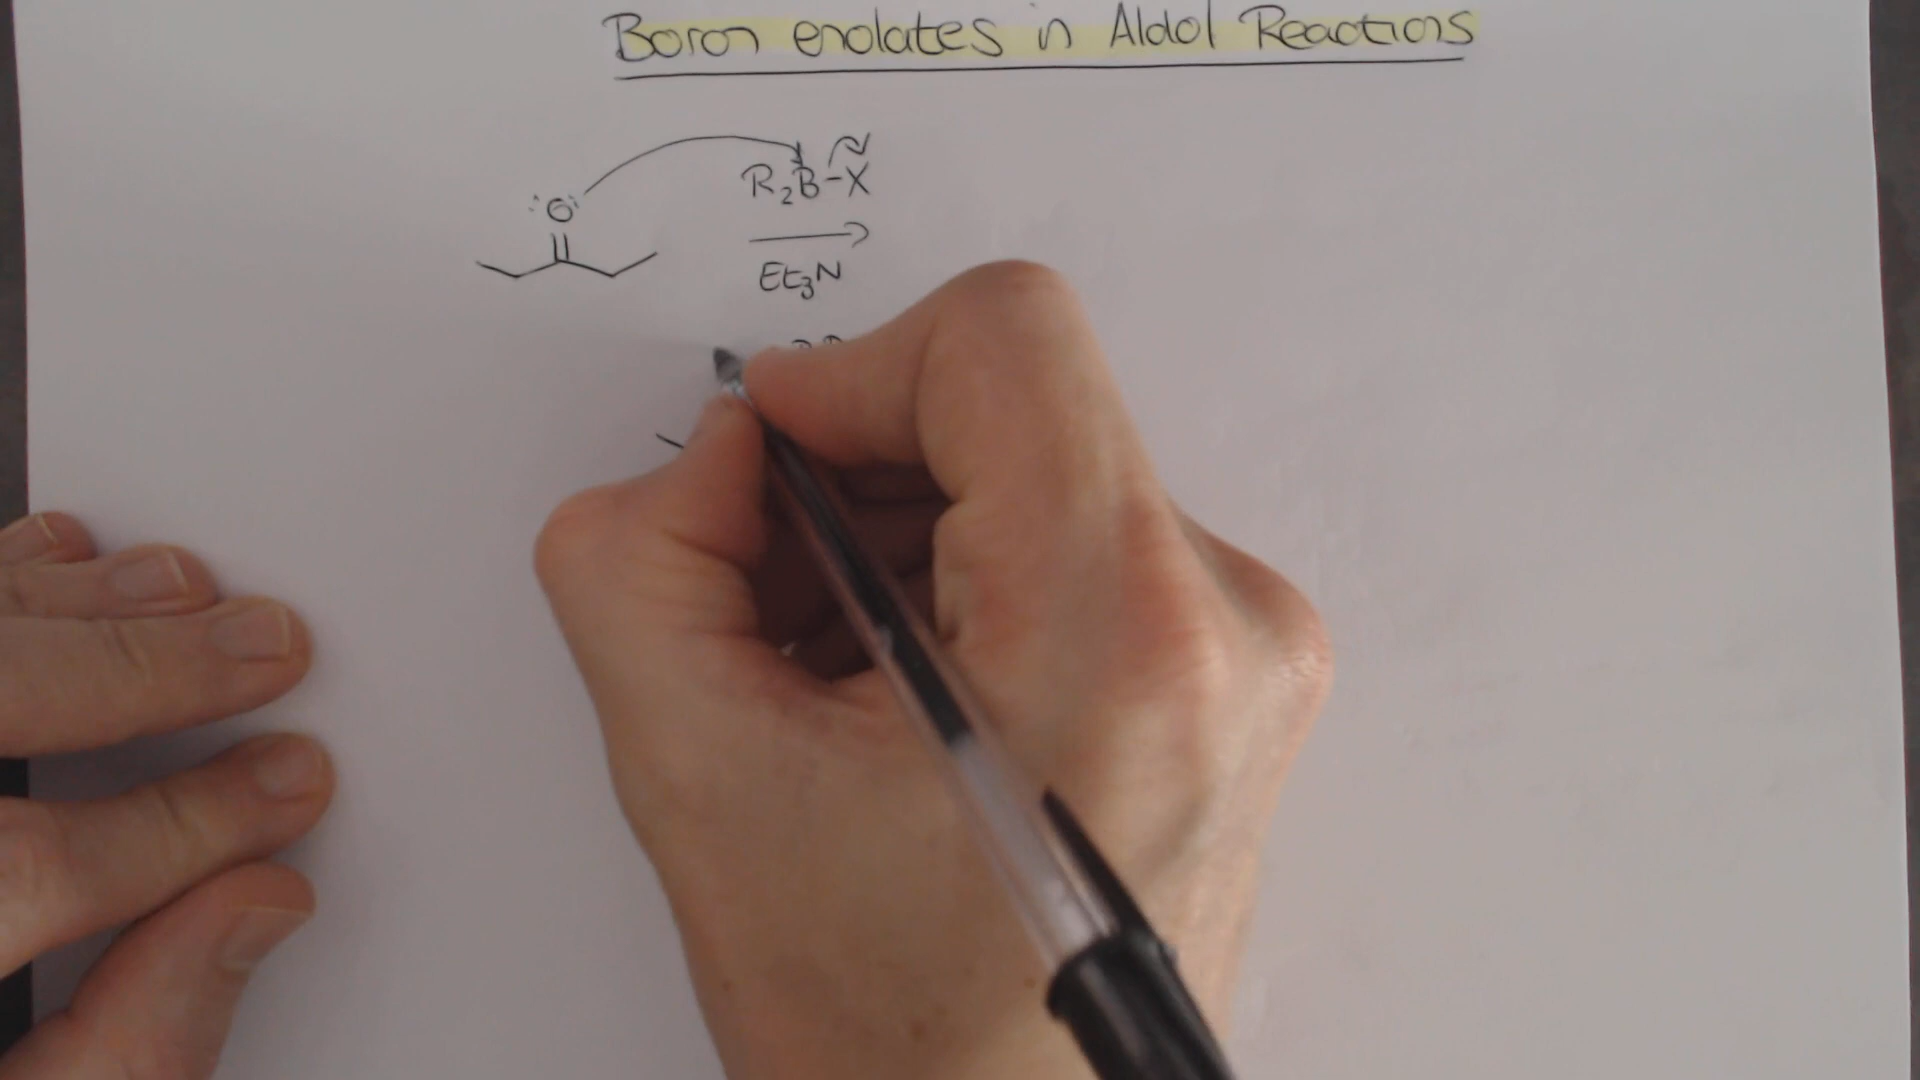 Boron enolates in Aldol Reactions
R₂B-X
:O:
Et₃N